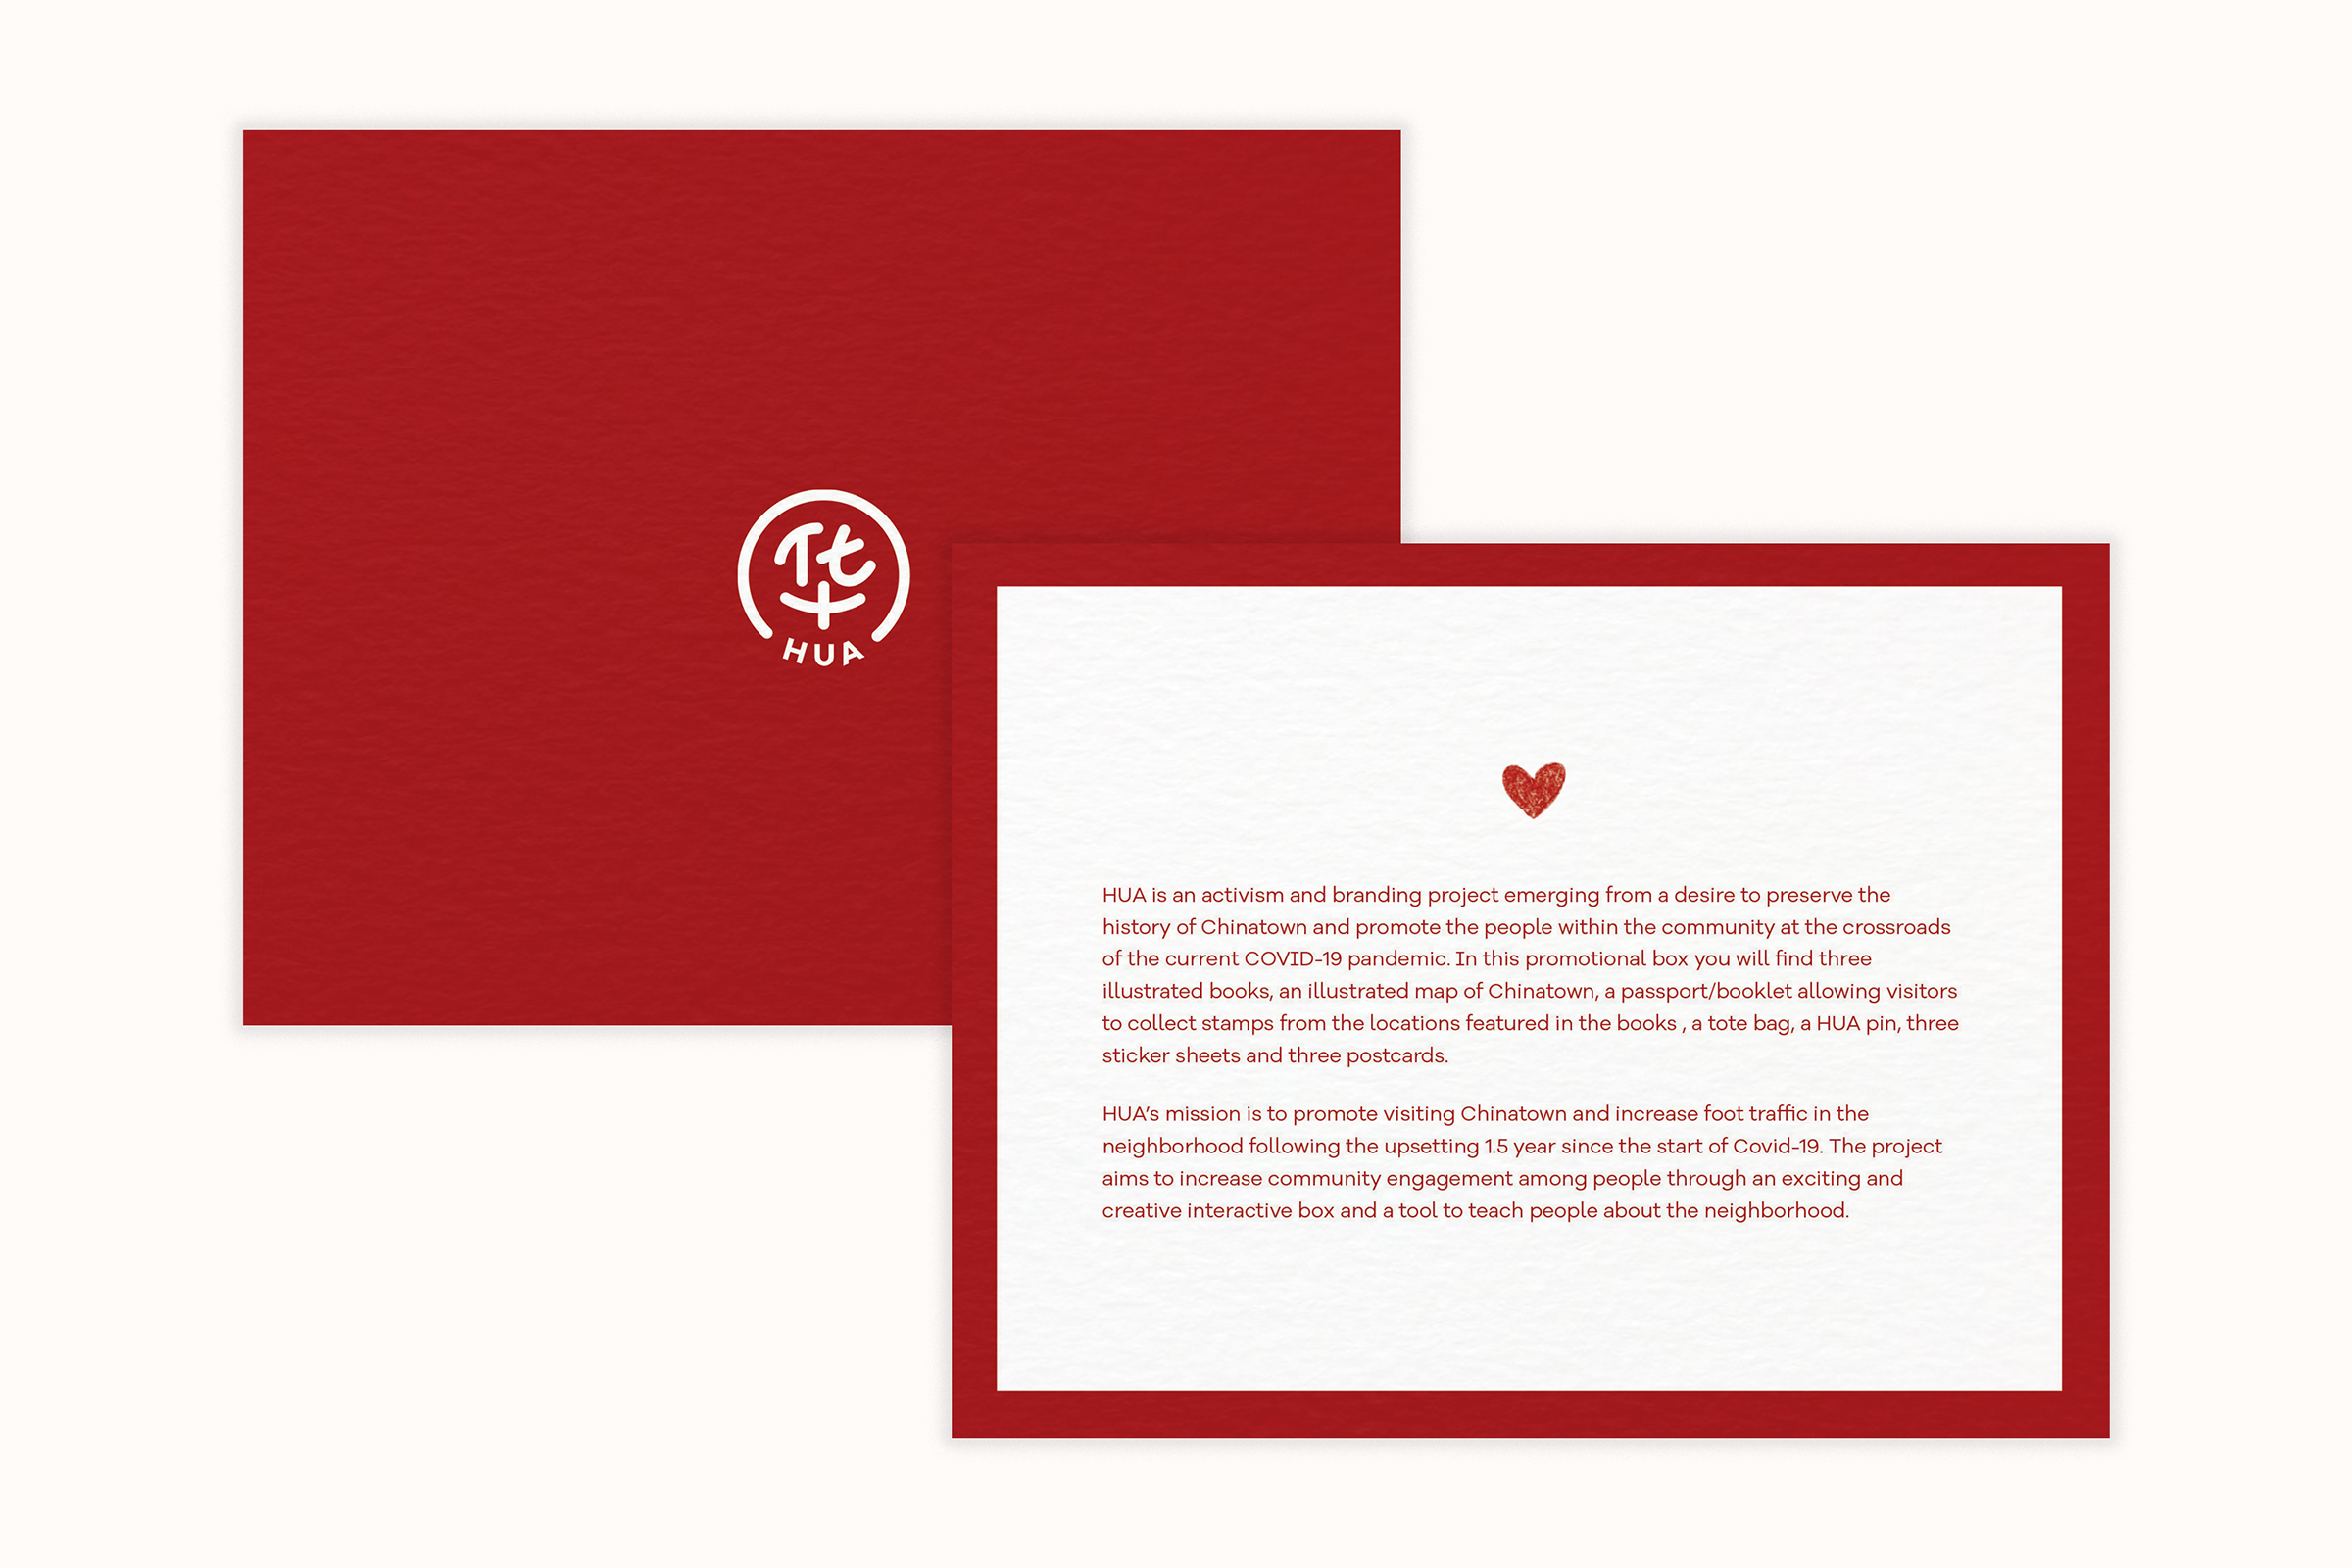 华
HUA
HUA is an activism and branding project emerging from a desire to preserve the
history of Chinatown and promote the people within the community at the crossroads
of the current COVID-19 pandemic. In this promotional box you will find three
illustrated books, an illustrated map of Chinatown, a passport/booklet allowing visitors
to collect stamps from the locations featured in the books , a tote bag, a HUA pin, three
sticker sheets and three postcards.
HUA’s mission is to promote visiting Chinatown and increase foot traffic in the
neighborhood following the upsetting 1.5 year since the start of Covid-19. The project
aims to increase community engagement among people through an exciting and
creative interactive box and a tool to teach people about the neighborhood.